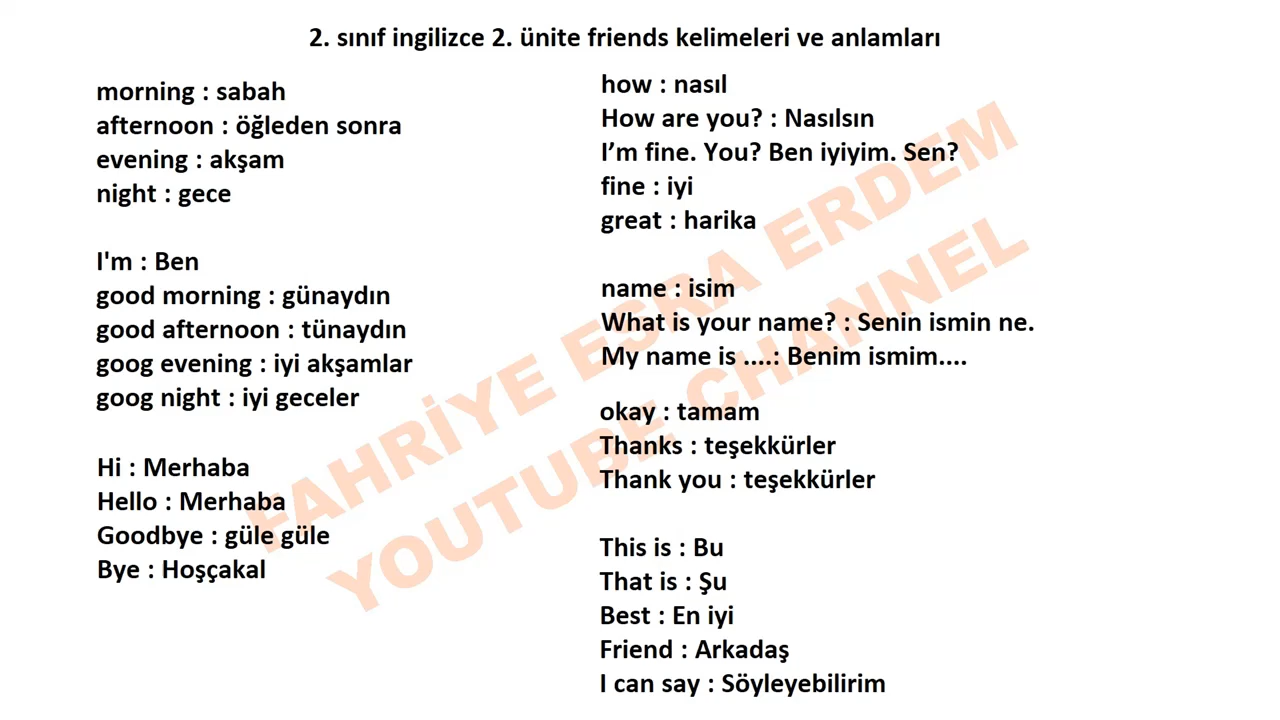 2. sınıf ingilizce 2. ünite friends kelimeleri ve anlamları
morning : sabah
afternoon : öğleden sonra
evening : akşam
night : gece
I'm : Ben
good morning : günaydın
good afternoon : tünaydın
goog evening : iyi akşamlar
goog night : iyi geceler
Hi : Merhaba
Hello : Merhaba
Goodbye : güle güle
Bye : Hoşçakal
how : nasıl
How are you? : Nasılsın
I’m fine. You? Ben iyiyim. Sen?
fine : iyi
great : harika
name : isim
What is your name? : Senin ismin ne.
My name is ....: Benim ismim....
okay : tamam
Thanks : teşekkürler
Thank you : teşekkürler
This is : Bu
That is : Şu
Best : En iyi
Friend : Arkadaş
I can say : Söyleyebilirim
FAHRİYE ESRA ERDEM
YOUTUBE CHANNEL